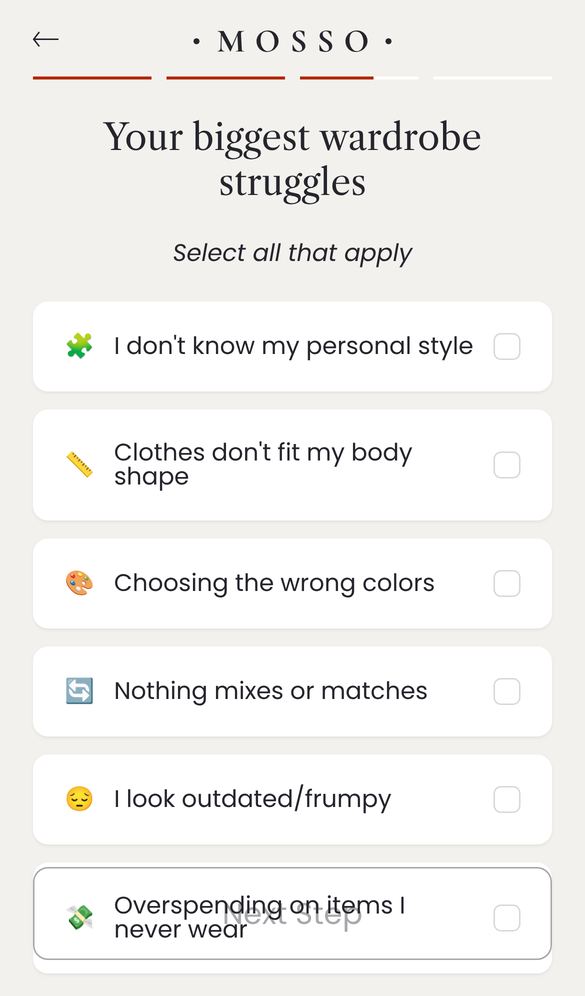 · MOSSO ·
Your biggest wardrobe
struggles
Select all that apply
I don't know my personal style
Clothes don't fit my body
shape
Choosing the wrong colors
Nothing mixes or matches
I look outdated/frumpy
Overspending on items I
never wear
Next Step